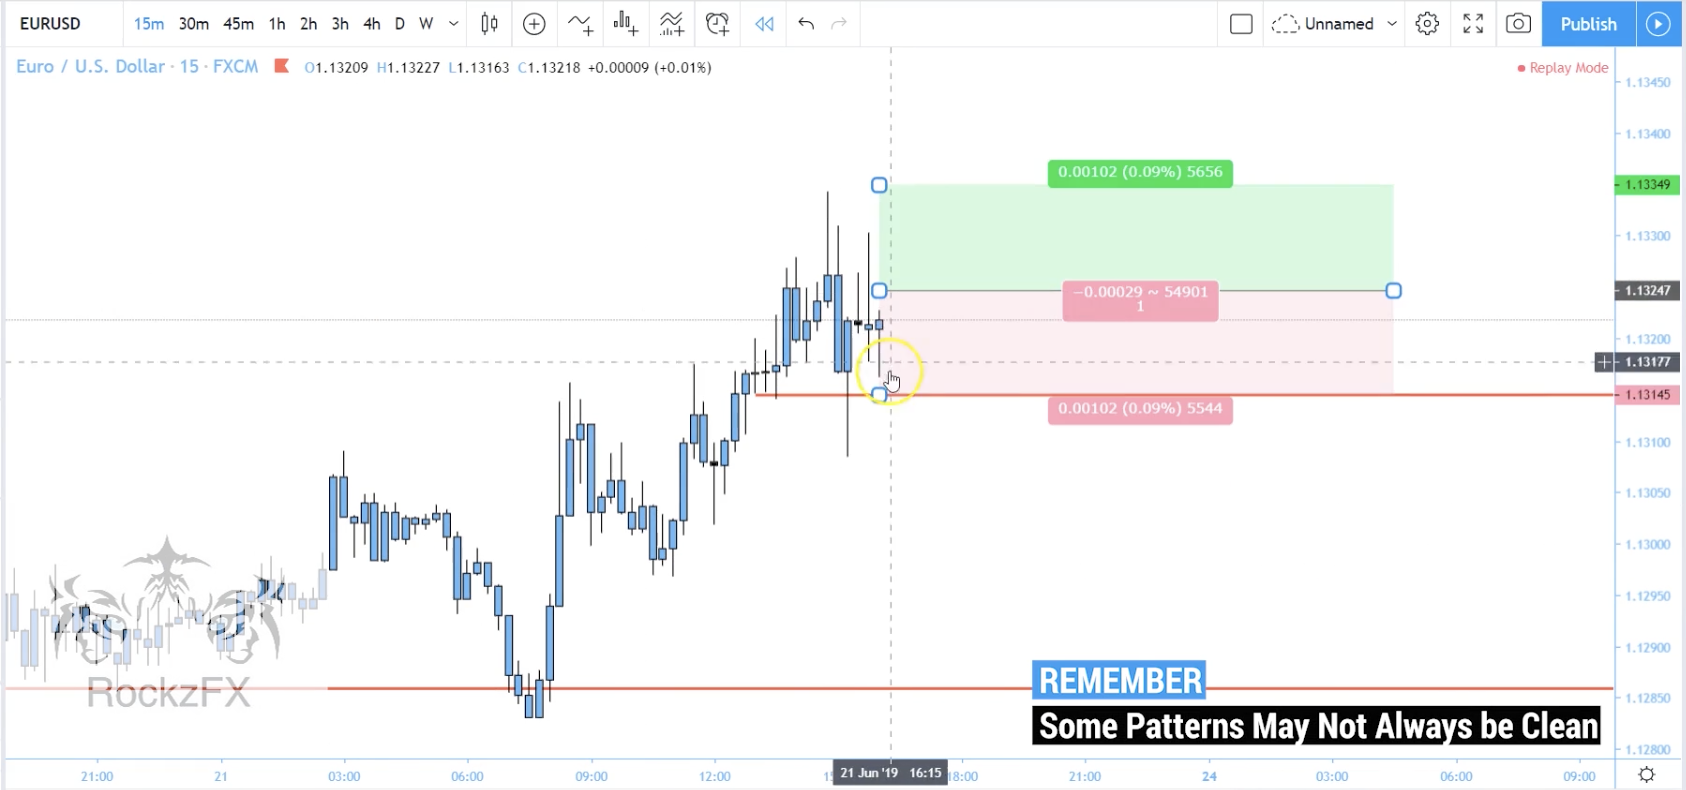 EURUSD 15m 30m 45m 1h 2h 3h 4h D W Unnamed Publish
Euro / U.S. Dollar · 15 · FXCM O1.13209 H1.13227 L1.13163 C1.13218 +0.00009 (+0.01%)
Replay Mode
1.13450
1.13400
0.00102 (0.09%) 5656
1.13349
1.13300
−0.00029 ~ 54901
1
1.13247
1.13200
1.13177
1.13145
0.00102 (0.09%) 5544
1.13100
1.13050
1.13000
1.12950
1.12900
1.12850
1.12800
RockzFX
REMEMBER
Some Patterns May Not Always be Clean
21:00 21 03:00 06:00 09:00 12:00 21 Jun '19 16:15 18:00 21:00 24 03:00 06:00 09:00